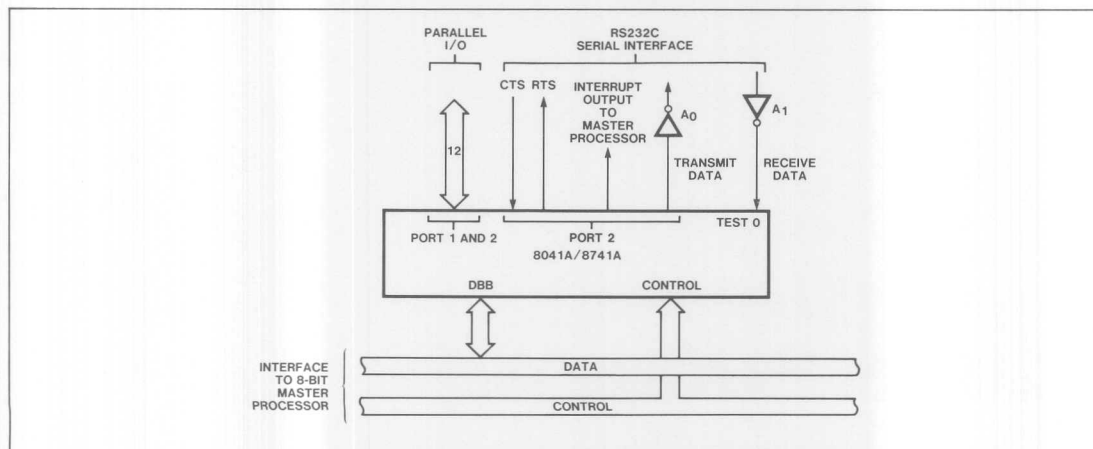 PARALLEL
I/O
RS232C
SERIAL INTERFACE
CTS RTS
INTERRUPT
OUTPUT
TO
MASTER
PROCESSOR
A0
A1
12
TRANSMIT
DATA
RECEIVE
DATA
TEST 0
PORT 1 AND 2
PORT 2
8041A/8741A
DBB
CONTROL
INTERFACE
TO 8-BIT
MASTER
PROCESSOR
DATA
CONTROL